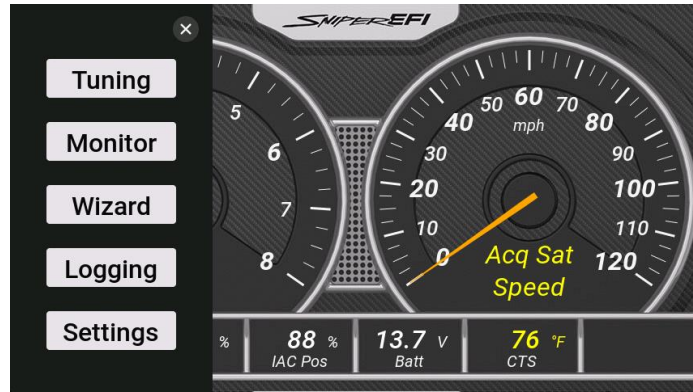 SNIPER EFI
×
Tuning
Monitor
Wizard
Logging
Settings
5
6
7
8
0
10
20
30
40
50
60
70
80
90
100
110
120
mph
Acq Sat
Speed
%
88 %
IAC Pos
13.7 V
Batt
76 °F
CTS